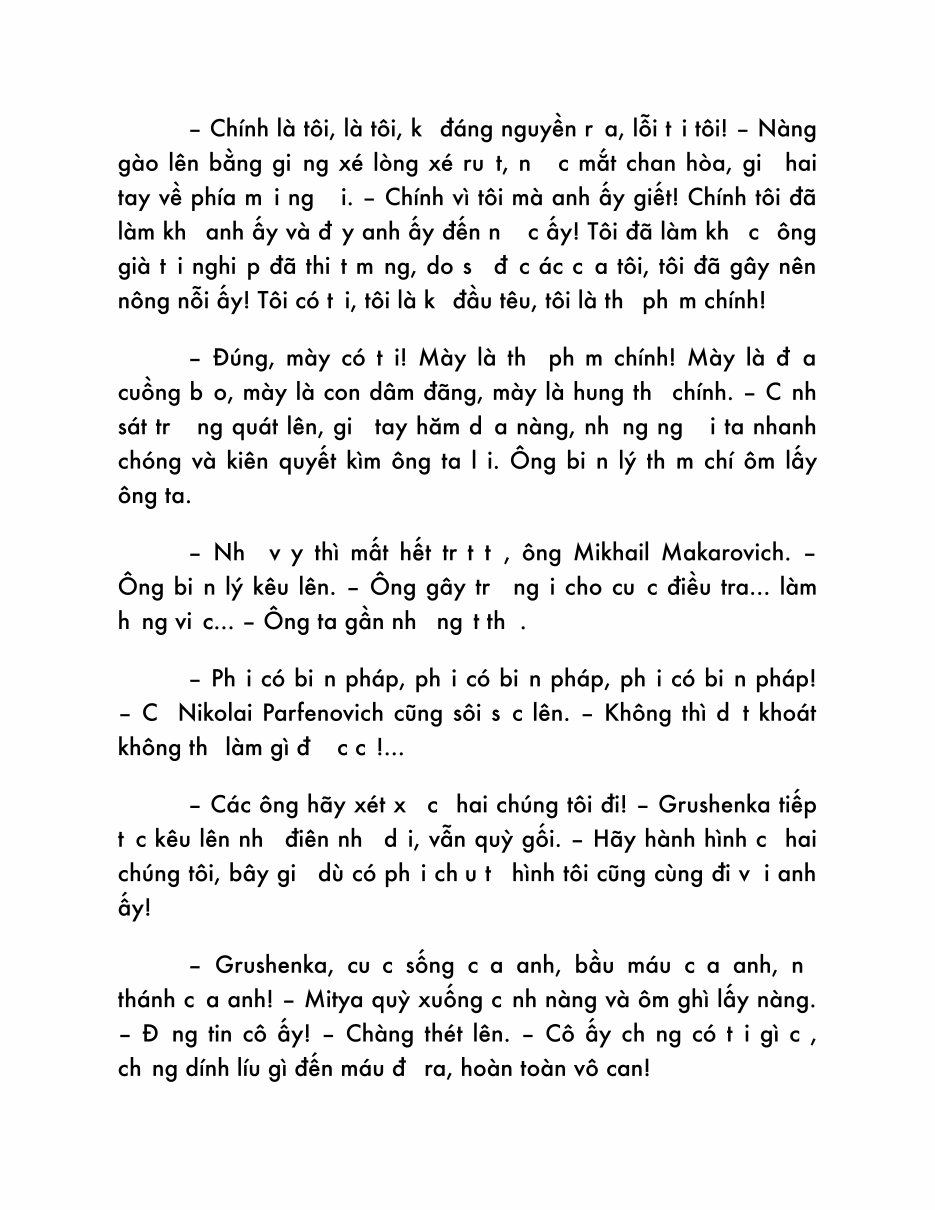 – Chính là tôi, là tôi, k đáng nguyền r a, lỗi t i tôi! – Nàng
gào lên bằng gi ng xé lòng xé ru t, n c mắt chan hòa, gi hai
tay về phía m i ng i. – Chính vì tôi mà anh ấy giết! Chính tôi đã
làm kh anh ấy và đ y anh ấy đến n c ấy! Tôi đã làm kh c ông
già t i nghi p đã thi t m ng, do s đ c ác c a tôi, tôi đã gây nên
nông nỗi ấy! Tôi có t i, tôi là k đầu têu, tôi là th ph m chính!
– Đúng, mày có t i! Mày là th ph m chính! Mày là đ a
cuồng b o, mày là con dâm đãng, mày là hung th chính. – C nh
sát tr ng quát lên, gi tay hăm d a nàng, nh ng ng i ta nhanh
chóng và kiên quyết kìm ông ta l i. Ông bi n lý th m chí ôm lấy
ông ta.
– Nh v y thì mất hết tr t t , ông Mikhail Makarovich. –
Ông bi n lý kêu lên. – Ông gây tr ng i cho cu c điều tra... làm
h ng vi c... – Ông ta gần nh ng t th .
– Ph i có bi n pháp, ph i có bi n pháp, ph i có bi n pháp!
– C Nikolai Parfenovich cũng sôi s c lên. – Không thì d t khoát
không th làm gì đ c c !...
– Các ông hãy xét x c hai chúng tôi đi! – Grushenka tiếp
t c kêu lên nh điên nh d i, vẫn quỳ gối. – Hãy hành hình c hai
chúng tôi, bây gi dù có ph i ch u t hình tôi cũng cùng đi v i anh
ấy!
– Grushenka, cu c sống c a anh, bầu máu c a anh, n
thánh c a anh! – Mitya quỳ xuống c nh nàng và ôm ghì lấy nàng.
– Đ ng tin cô ấy! – Chàng thét lên. – Cô ấy ch ng có t i gì c ,
ch ng dính líu gì đến máu đ ra, hoàn toàn vô can!